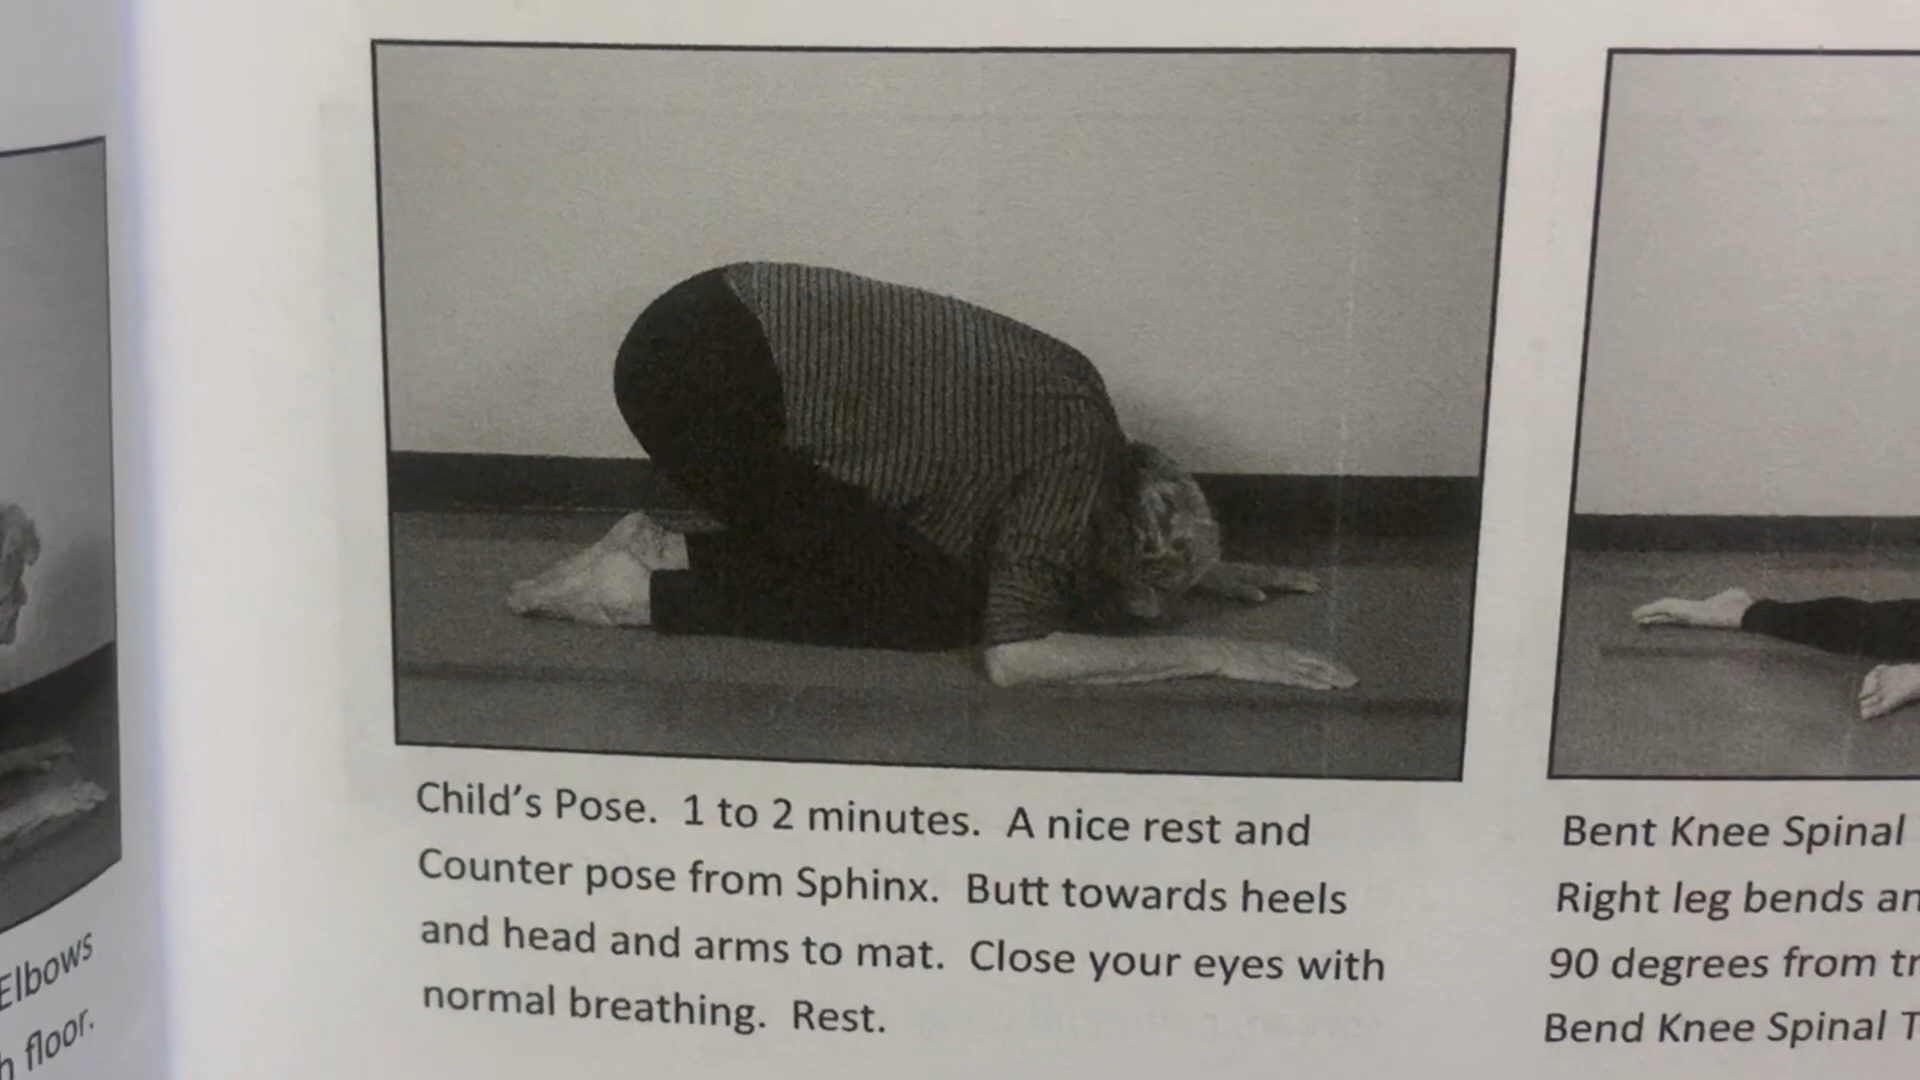 Elbows
floor.
Child's Pose. 1 to 2 minutes. A nice rest and
Counter pose from Sphinx. Butt towards heels
and head and arms to mat. Close your eyes with
normal breathing. Rest.
Bent Knee Spinal
Right leg bends
90 degrees from
Bend Knee Spinal